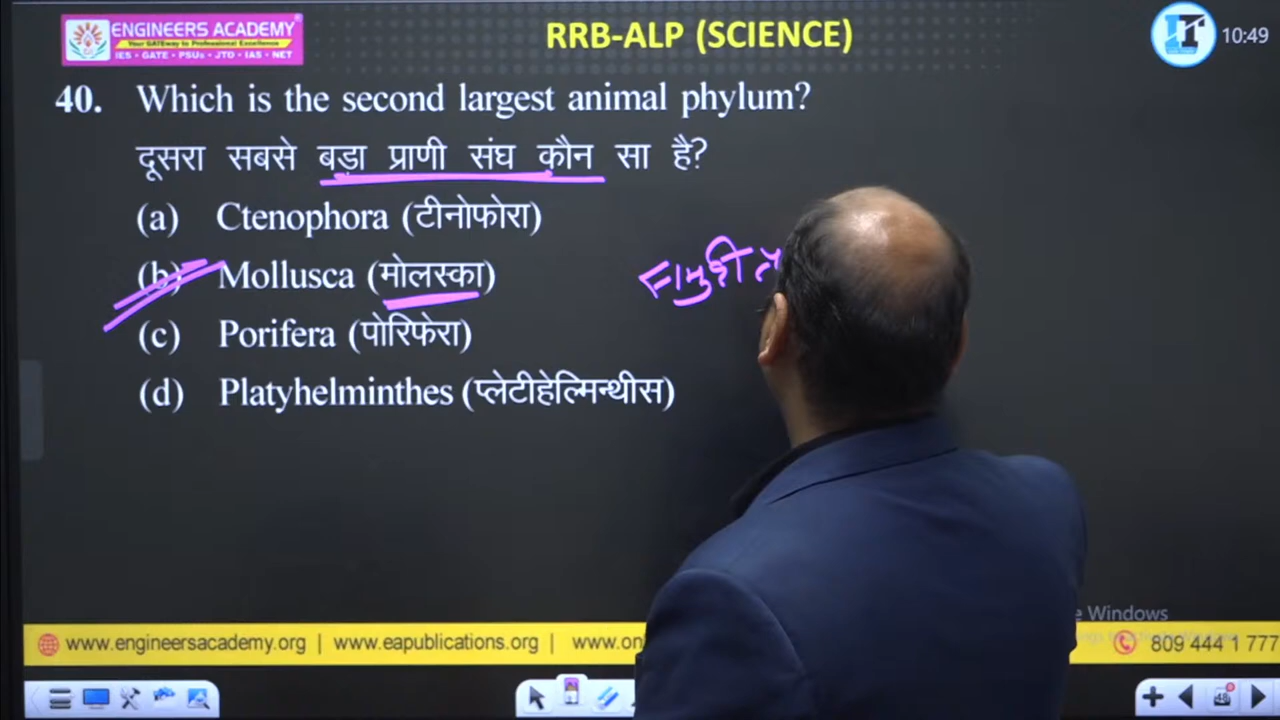 ENGINEERS ACADEMY
Your GATEway to Professional Excellence
IES • GATE • PSUs • JTO • IAS • NET
RRB-ALP (SCIENCE)
10:49
40. Which is the second largest animal phylum?
दूसरा सबसे बड़ा प्राणी संघ कौन सा है?
(a) Ctenophora (टीनोफोरा)
(b) Mollusca (मोलस्का)
(c) Porifera (पोरिफेरा)
(d) Platyhelminthes (प्लेटीहेल्मिन्थीस)
Windows
www.engineersacademy.org | www.eapublications.org | www.on
809 444 1 777